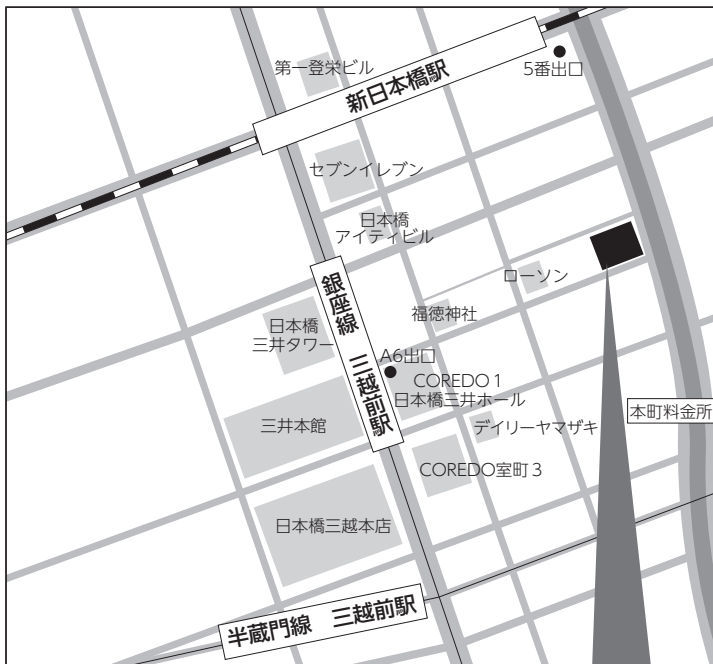 第一登栄ビル
新日本橋駅
5番出口
セブンイレブン
日本橋
アイティビル
ローソン
福徳神社
銀座線　三越前駅
日本橋
三井タワー
A6出口
COREDO1
日本橋三井ホール
三井本館
デイリーヤマザキ
本町料金所
COREDO室町3
日本橋三越本店
半蔵門線　三越前駅